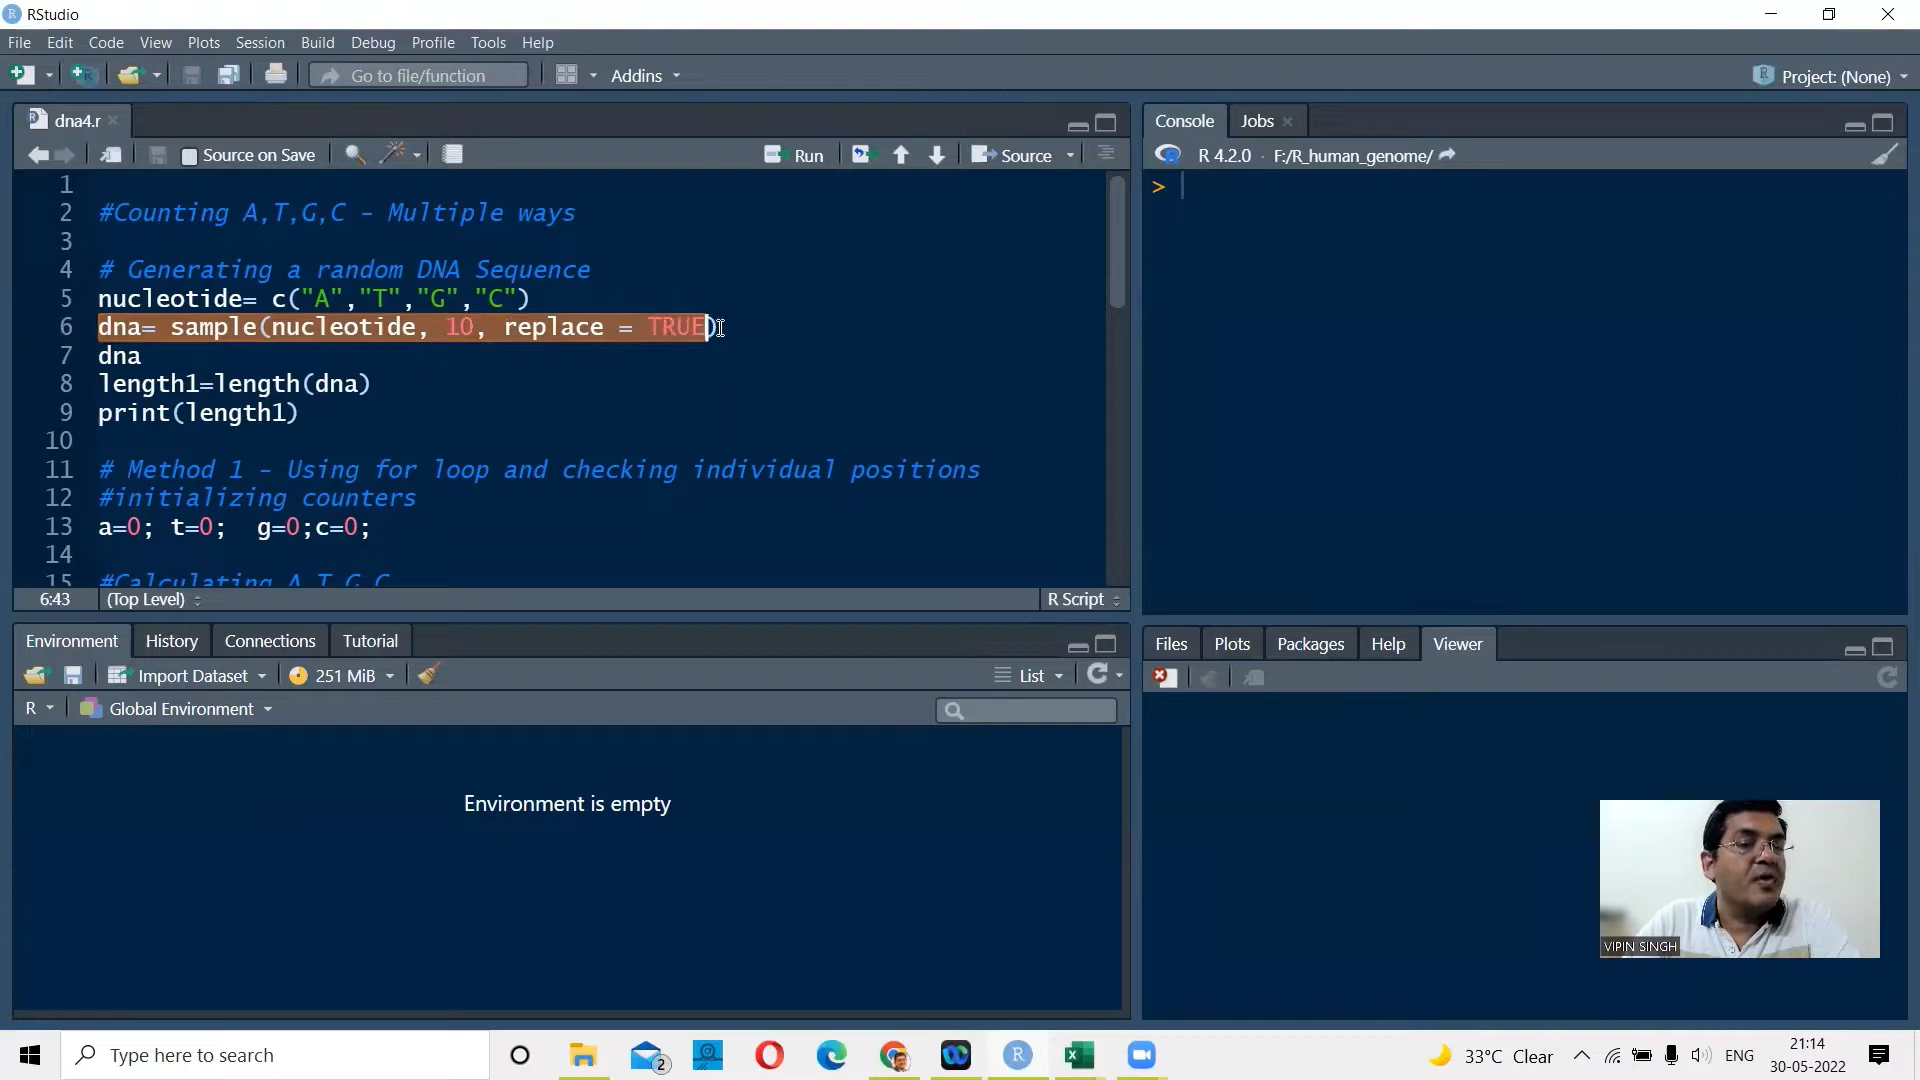 RStudio
File Edit Code View Plots Session Build Debug Profile Tools Help
Go to file/function Addins Project: (None)
dna4.r
Source on Save Run Source
1
2 #Counting A,T,G,C - Multiple ways
3
4 # Generating a random DNA Sequence
5 nucleotide= c("A","T","G","C")
6 dna= sample(nucleotide, 10, replace = TRUE)
7 dna
8 length1=length(dna)
9 print(length1)
10
11 # Method 1 - Using for loop and checking individual positions
12 #initializing counters
13 a=0; t=0;  g=0;c=0;
14
15 #Calculating A,T,G,C
6:43 (Top Level) R Script
Console Jobs
R 4.2.0 · F:/R_human_genome/
>
Environment History Connections Tutorial
Import Dataset 251 MiB List
R Global Environment
Environment is empty
Files Plots Packages Help Viewer
VIPIN SINGH
Type here to search
2
33°C Clear ENG
21:14
30-05-2022